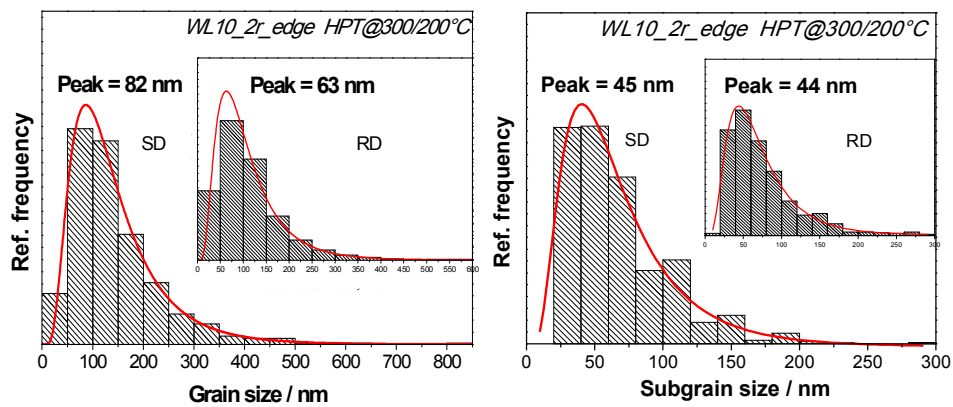 WL10_2r_edge HPT@300/200°C
Peak = 82 nm
Peak = 63 nm
SD
RD
Ref. frequency
0 50 100 150 200 250 300 350 400 450 500 550 600
0 100 200 300 400 500 600 700 800
Grain size / nm
WL10_2r_edge HPT@300/200°C
Peak = 45 nm
Peak = 44 nm
SD
RD
Ref. frequency
0 50 100 150 200 250 300
0 50 100 150 200 250 300
Subgrain size / nm